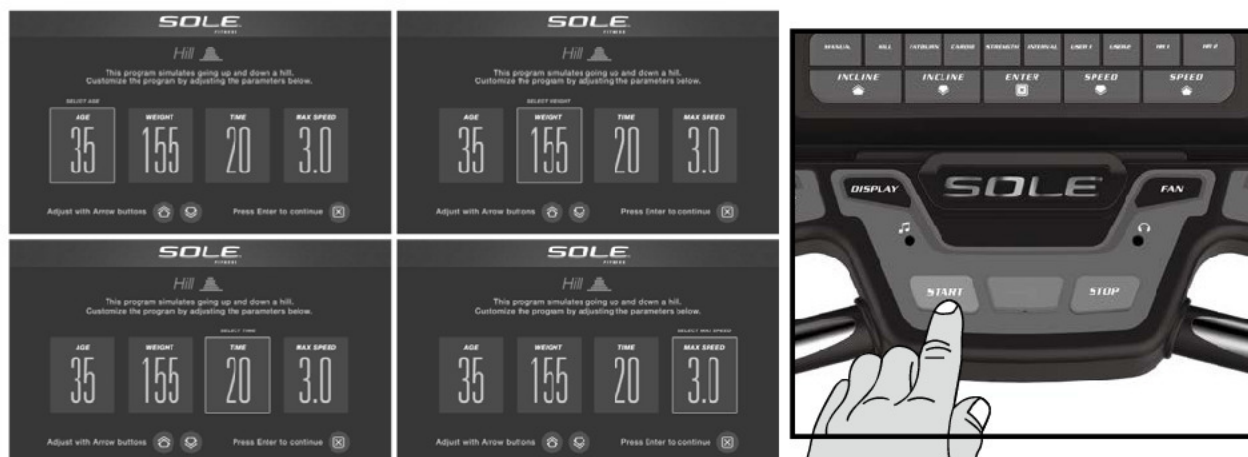 SOLE
FITNESS
Hill
This program simulates going up and down a hill.
Customize the program by adjusting the parameters below.
SELECT AGE
AGE WEIGHT TIME MAX SPEED
35 155 20 3.0
Adjust with Arrow buttons Press Enter to continue
SOLE
FITNESS
Hill
This program simulates going up and down a hill.
Customize the program by adjusting the parameters below.
SELECT WEIGHT
AGE WEIGHT TIME MAX SPEED
35 155 20 3.0
Adjust with Arrow buttons Press Enter to continue
SOLE
FITNESS
Hill
This program simulates going up and down a hill.
Customize the program by adjusting the parameters below.
SELECT TIME
AGE WEIGHT TIME MAX SPEED
35 155 20 3.0
Adjust with Arrow buttons Press Enter to continue
SOLE
FITNESS
Hill
This program simulates going up and down a hill.
Customize the program by adjusting the parameters below.
SELECT MAX SPEED
AGE WEIGHT TIME MAX SPEED
35 155 20 3.0
Adjust with Arrow buttons Press Enter to continue
MANUAL HILL FATBURN CARDIO STRENGTH INTERVAL USER 1 USER 2 HR 1 HR 2
INCLINE INCLINE ENTER SPEED SPEED
DISPLAY SOLE FAN
START STOP